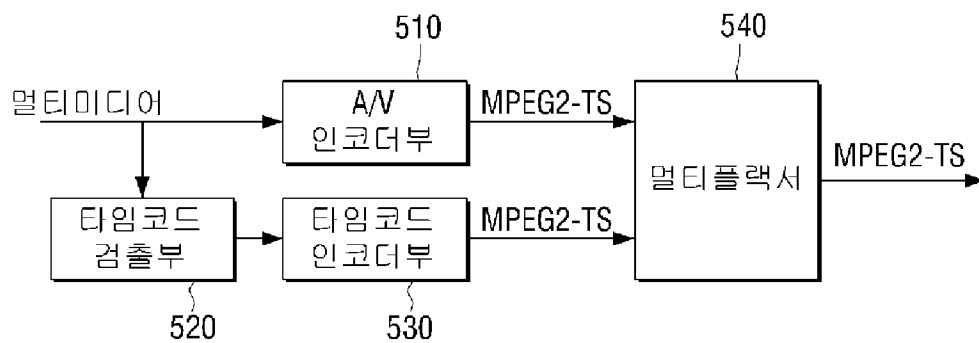 510
540
멀티미디어
A/V
인코더부
MPEG2-TS
멀티플랙서
MPEG2-TS
타임코드
검출부
타임코드
인코더부
MPEG2-TS
520
530